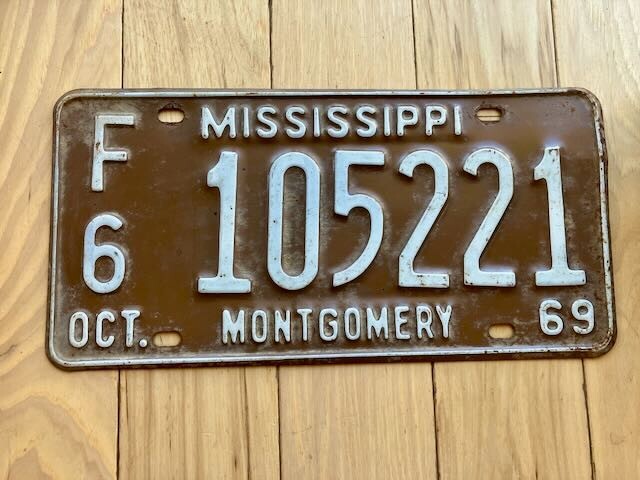 MISSISSIPPI
F
6
105221
OCT. MONTGOMERY 69